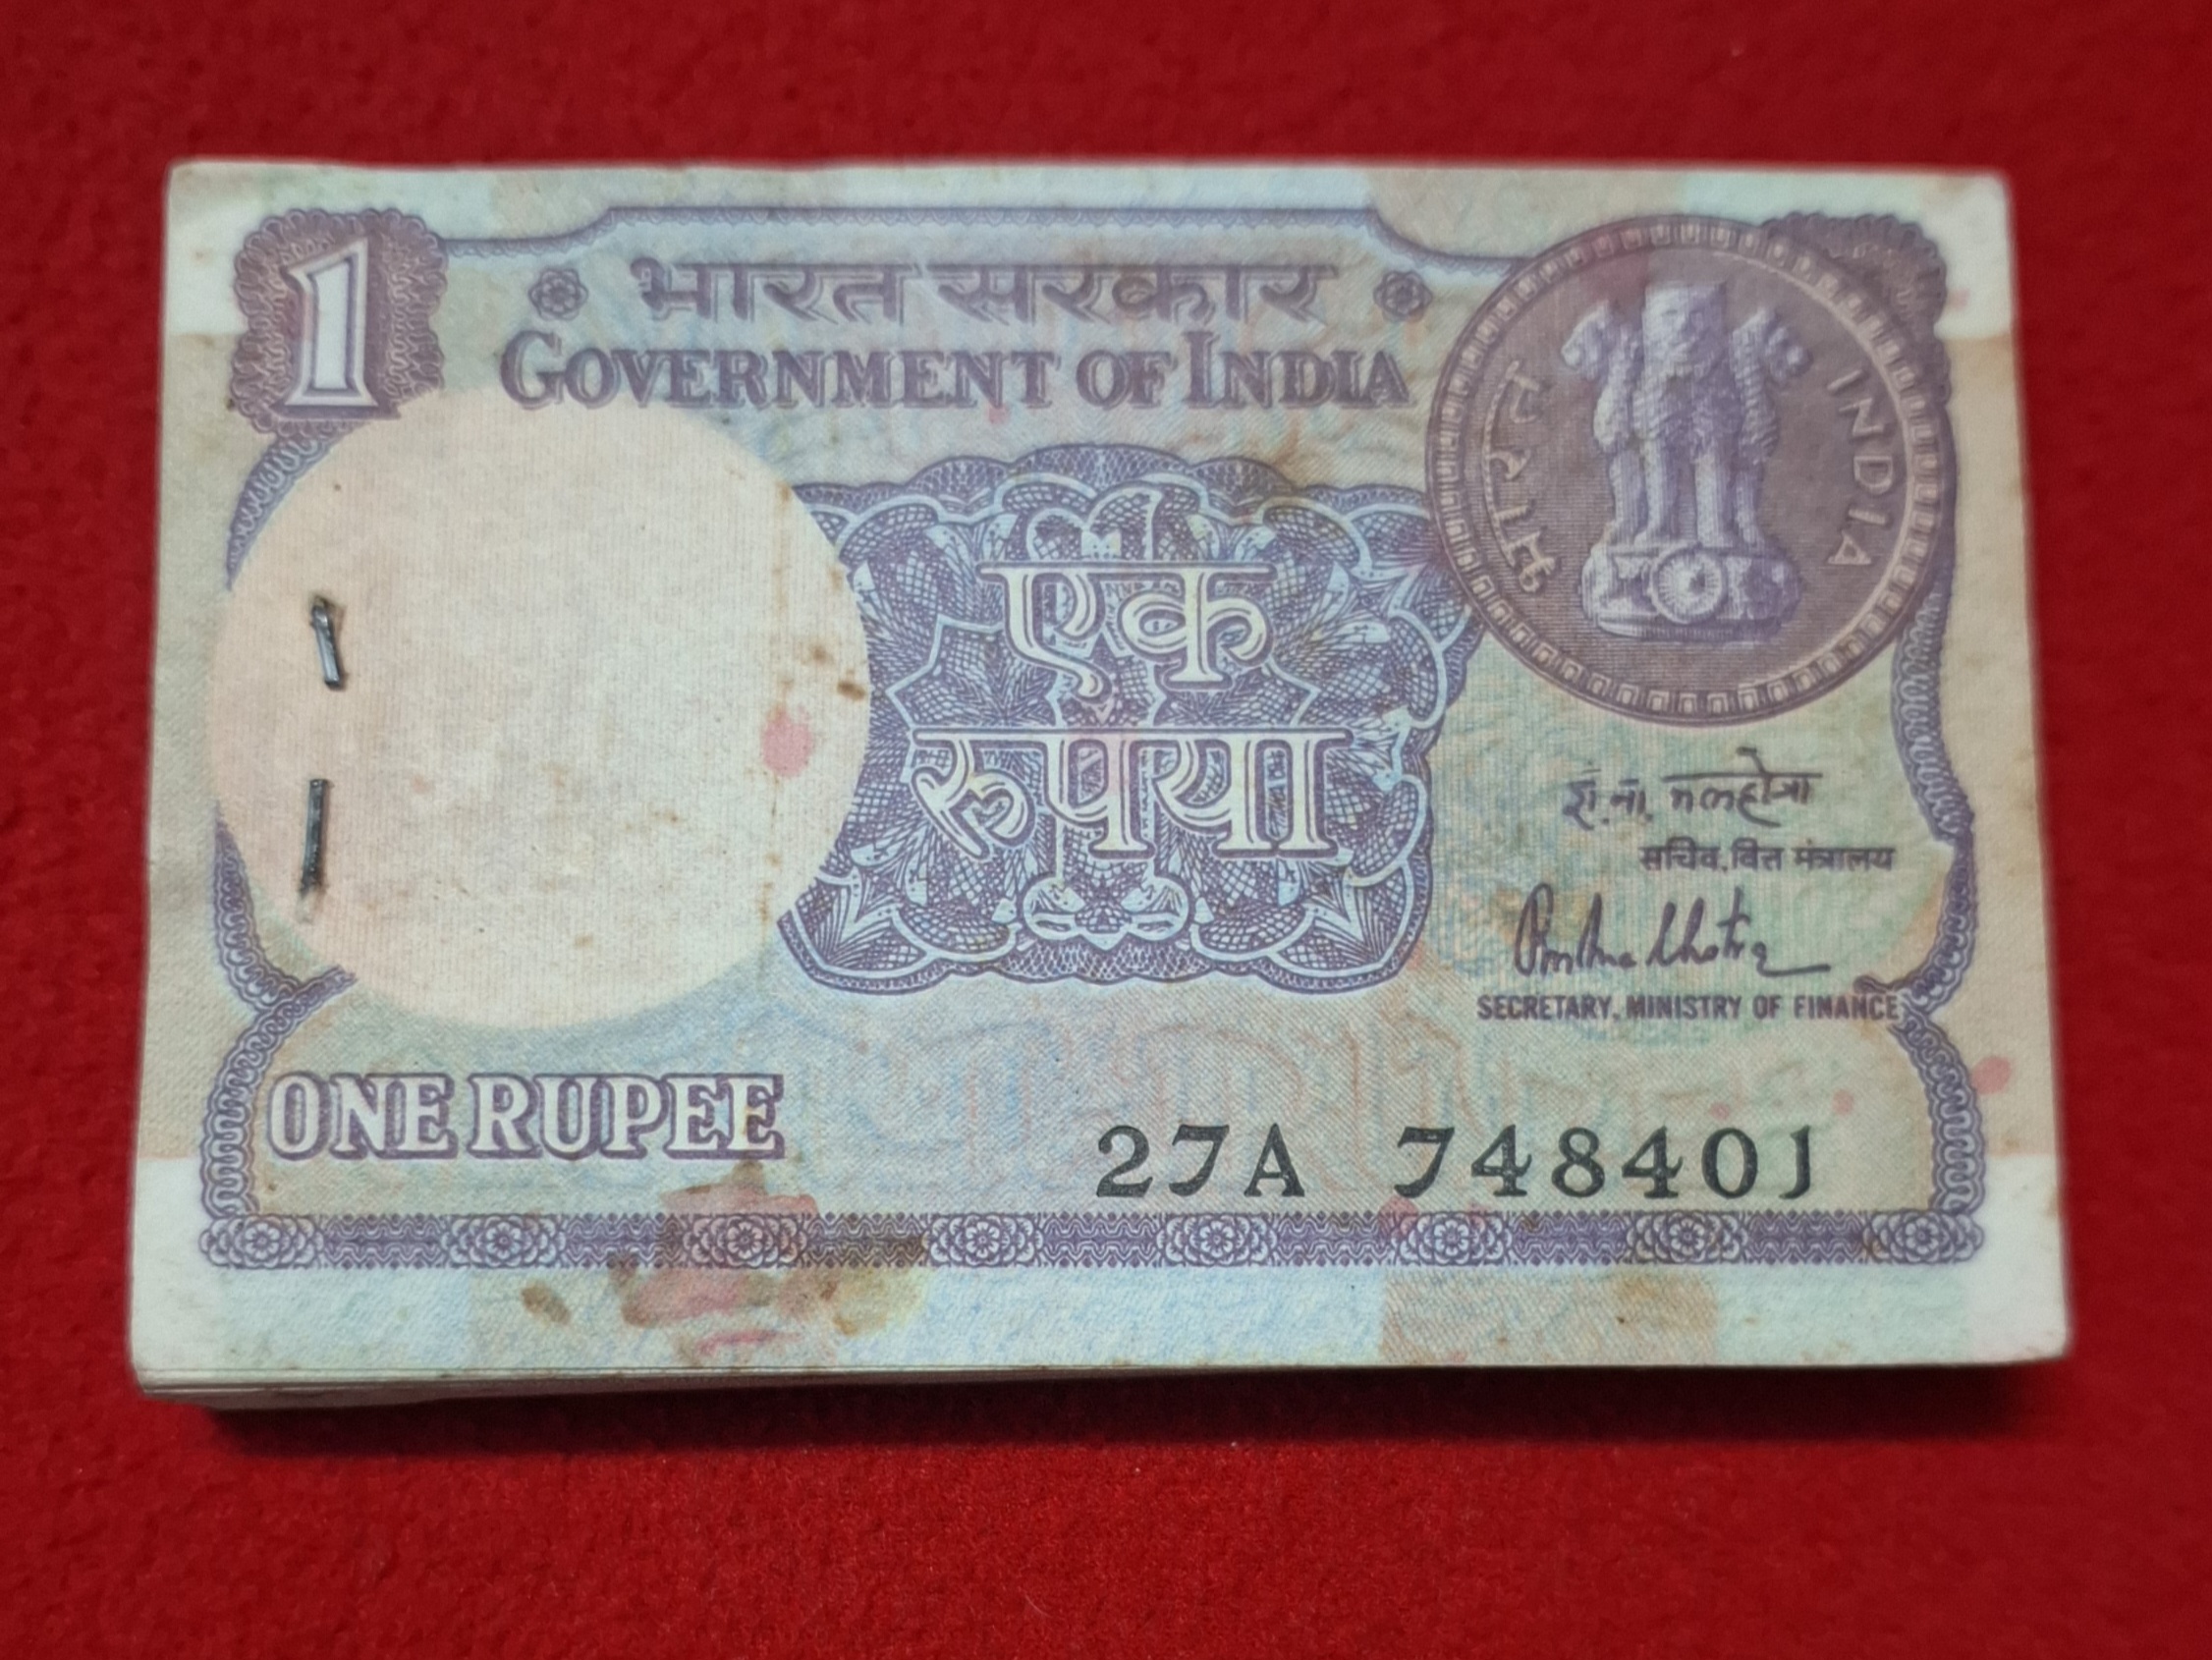 1
भारत सरकार
GOVERNMENT OF INDIA
भारत
INDIA
एक
रुपया
प्र. ना. मलहोत्रा
सचिव, वित्त मंत्रालय
SECRETARY, MINISTRY OF FINANCE
ONE RUPEE
27A 748401